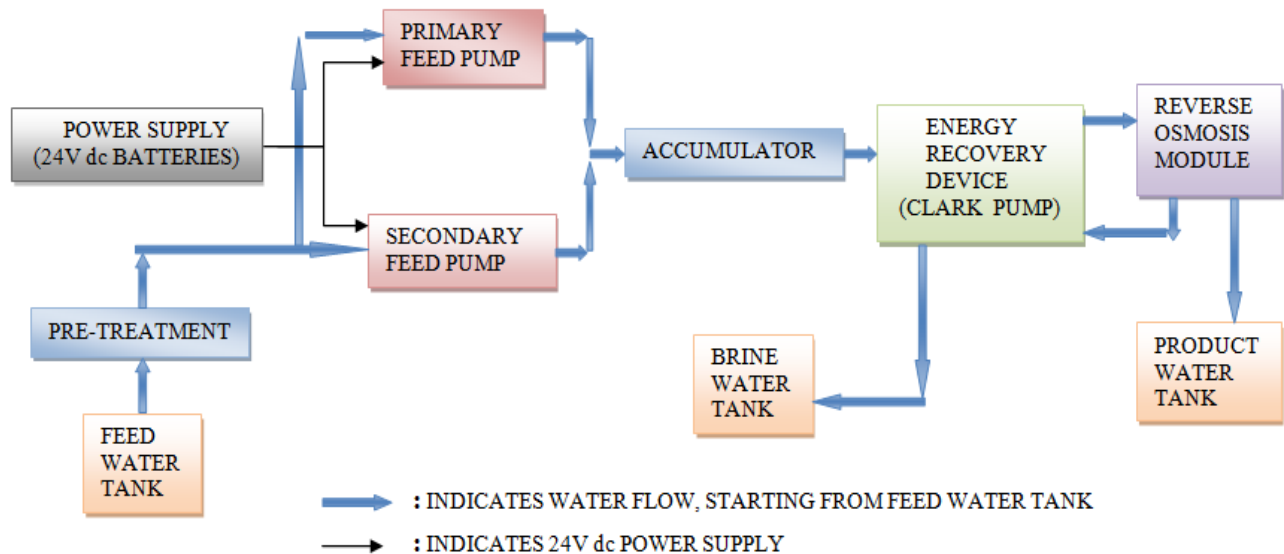 PRIMARY
FEED PUMP
POWER SUPPLY
(24V dc BATTERIES)
ACCUMULATOR
ENERGY
RECOVERY
DEVICE
(CLARK PUMP)
REVERSE
OSMOSIS
MODULE
SECONDARY
FEED PUMP
PRE-TREATMENT
BRINE
WATER
TANK
PRODUCT
WATER
TANK
FEED
WATER
TANK
: INDICATES WATER FLOW, STARTING FROM FEED WATER TANK
: INDICATES 24V dc POWER SUPPLY